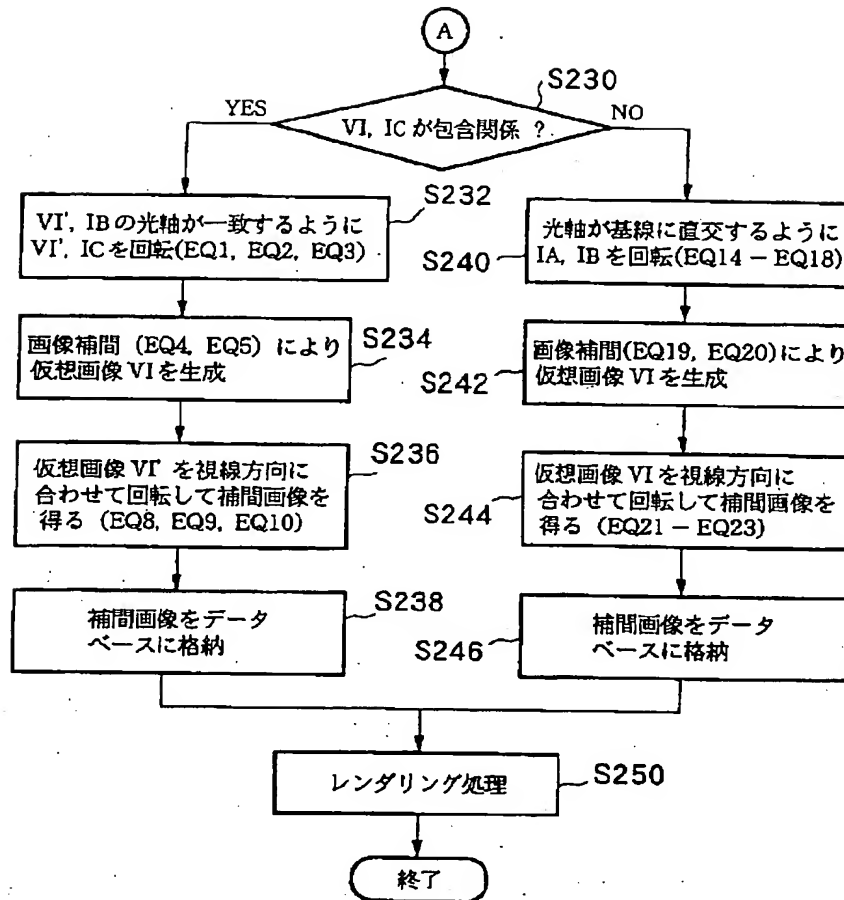 A
S230
YES
NO
VI, ICが包含関係 ?
S232
VI', IBの光軸が一致するように
VI', ICを回転(EQ1, EQ2, EQ3)
S234
画像補間 (EQ4, EQ5) により
仮想画像VIを生成
S236
仮想画像VI' を視線方向に
合わせて回転して補間画像を
得る (EQ8, EQ9, EQ10)
S238
補間画像をデータ
ベースに格納
S240
光軸が基線に直交するように
IA, IBを回転(EQ14－EQ18)
S242
画像補間(EQ19, EQ20)により
仮想画像VIを生成
S244
仮想画像VIを視線方向に
合わせて回転して補間画像を
得る (EQ21－EQ23)
S246
補間画像をデータ
ベースに格納
S250
レンダリング処理
終了